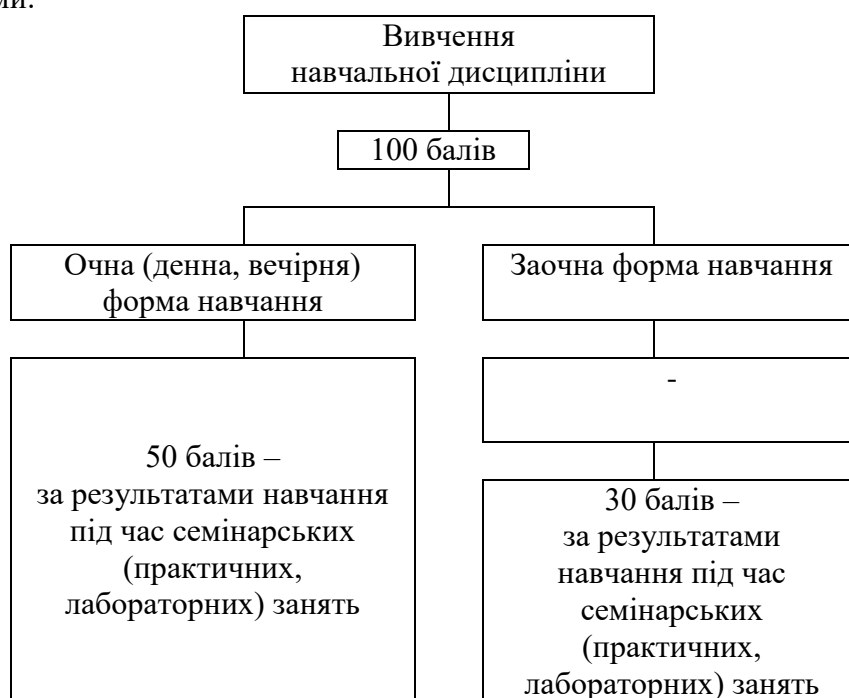 Вивчення
навчальної дисципліни
100 балів
Очна (денна, вечірня)
форма навчання
Заочна форма навчання
-
50 балів –
за результатами навчання
під час семінарських
(практичних,
лабораторних) занять
30 балів –
за результатами
навчання під час
семінарських
(практичних,
лабораторних) занять